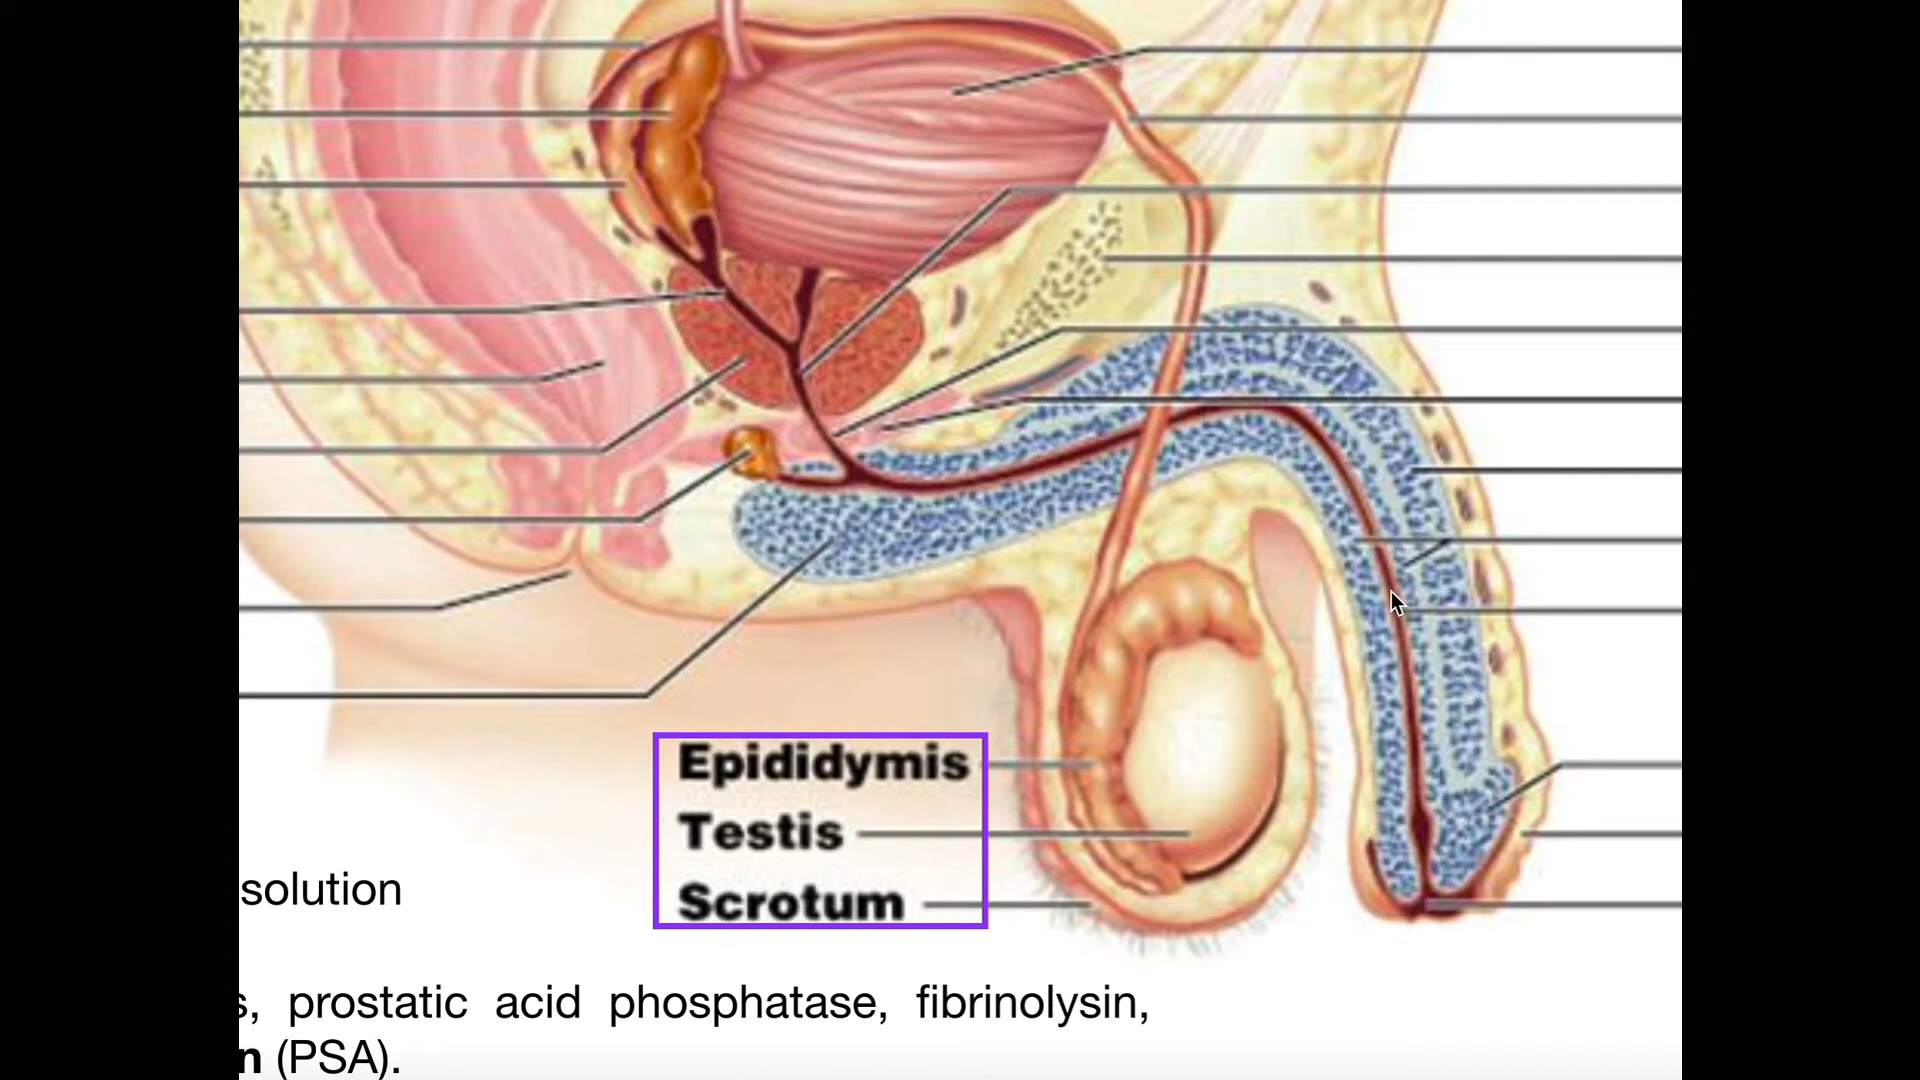 Epididymis
Testis
Scrotum
solution
s, prostatic acid phosphatase, fibrinolysin,
n (PSA).